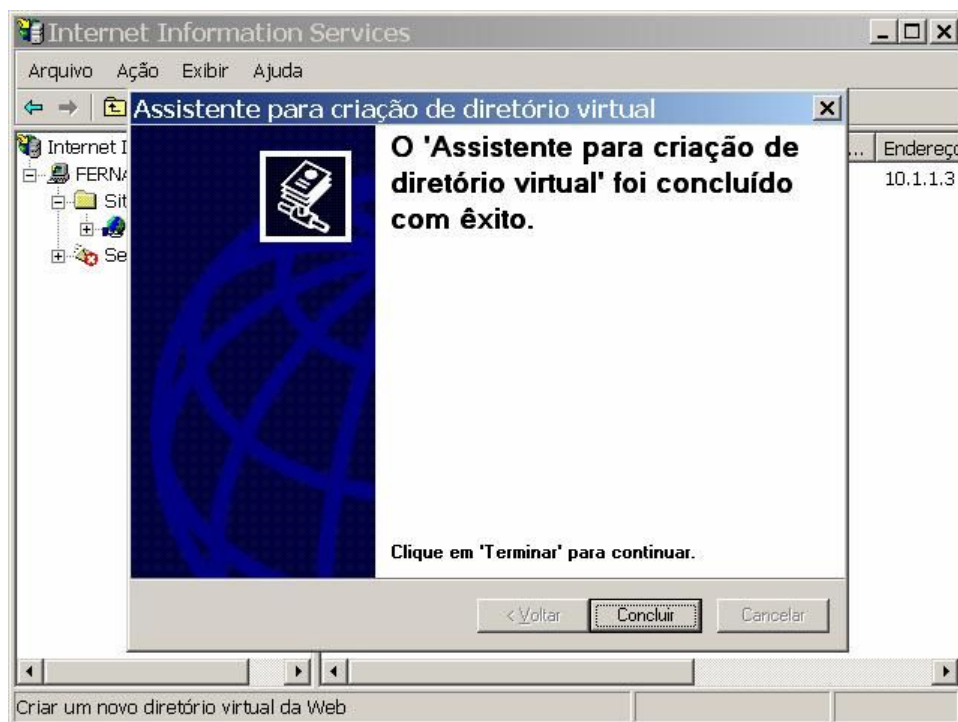 Internet Information Services
Arquivo Ação Exibir Ajuda
Assistente para criação de diretório virtual
Internet I
... Endereço
FERNA
10.1.1.3
Sit
Se
O 'Assistente para criação de
diretório virtual' foi concluído
com êxito.
Clique em 'Terminar' para continuar.
< Voltar Concluir Cancelar
Criar um novo diretório virtual da Web